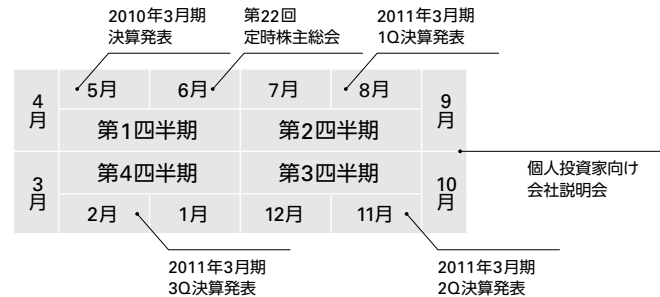 2010年3月期
決算発表
第22回
定時株主総会
2011年3月期
1Q決算発表
4月
5月
6月
7月
8月
9月
第1四半期
第2四半期
3月
第4四半期
第3四半期
10月
2月
1月
12月
11月
個人投資家向け
会社説明会
2011年3月期
3Q決算発表
2011年3月期
2Q決算発表